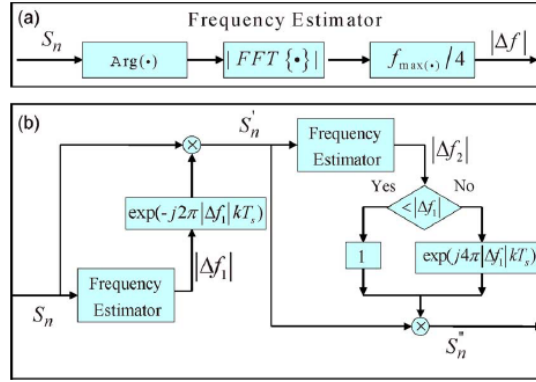 (a)
Frequency Estimator
S_n
Arg(•)
| FFT {•} |
f_max(•) /4
|Δf|
(b)
S_n'
Frequency
Estimator
|Δf_2|
Yes
No
<|Δf_1|
exp(-j2π|Δf_1|kT_s)
1
exp(j4π|Δf_1|kT_s)
|Δf_1|
S_n
Frequency
Estimator
S_n"